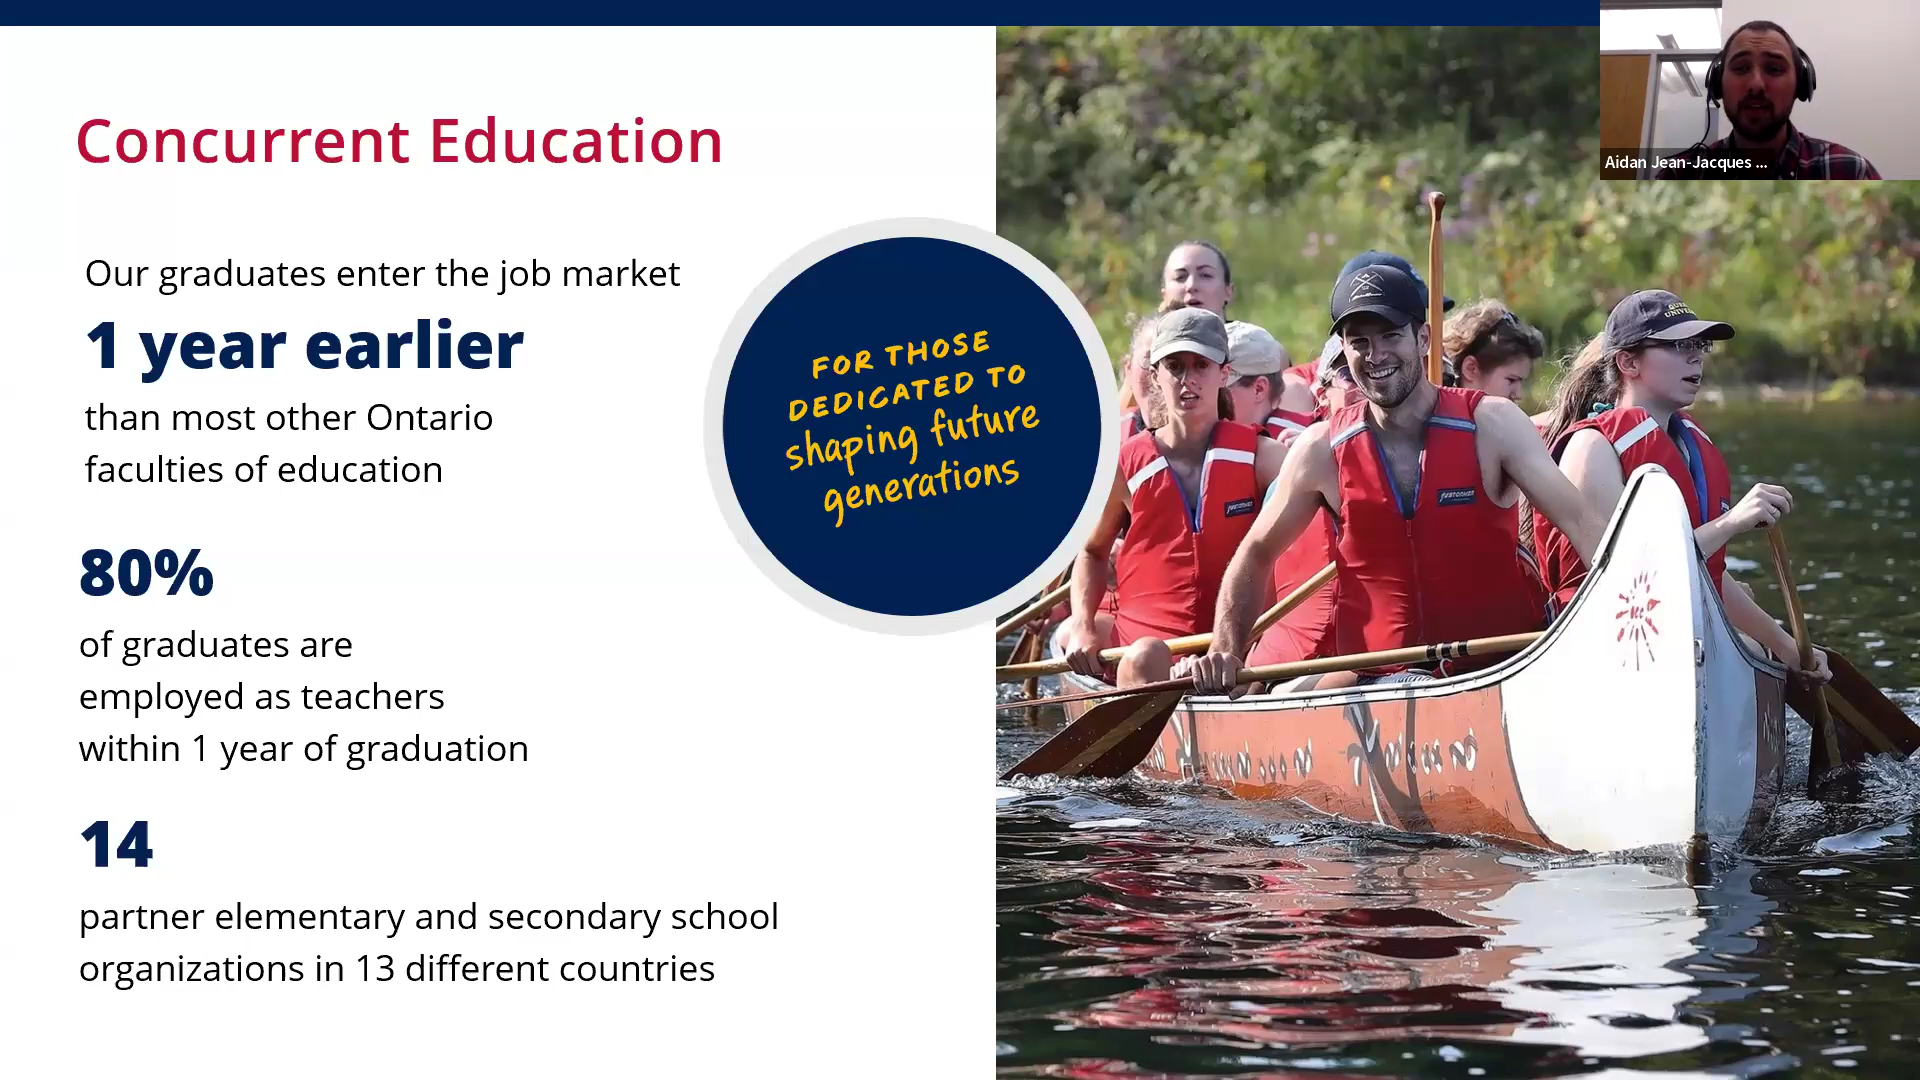 Concurrent Education
Our graduates enter the job market
1 year earlier
than most other Ontario
faculties of education
80%
of graduates are
employed as teachers
within 1 year of graduation
14
partner elementary and secondary school
organizations in 13 different countries
FOR THOSE
DEDICATED TO
shaping future
generations
Aidan Jean-Jacques ...